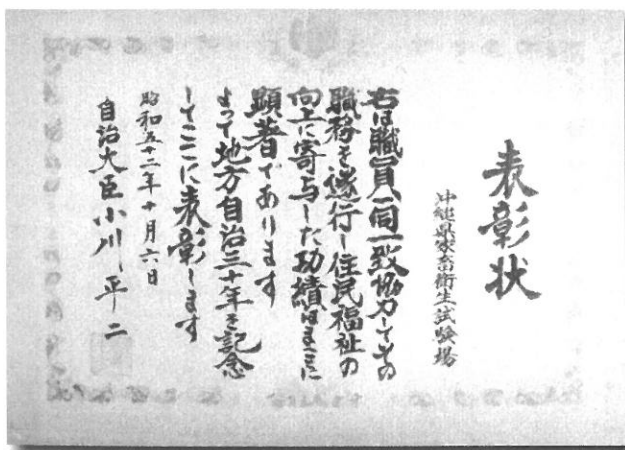 表彰状
沖縄県家畜衛生試験場
右は職員一同一致協力してその
職務を遂行し住民福祉の
向上に寄与した功績はまことに
顕著であります
よって地方自治三十年を記念
してここに表彰します
昭和五十二年十月六日
自治大臣小川平二